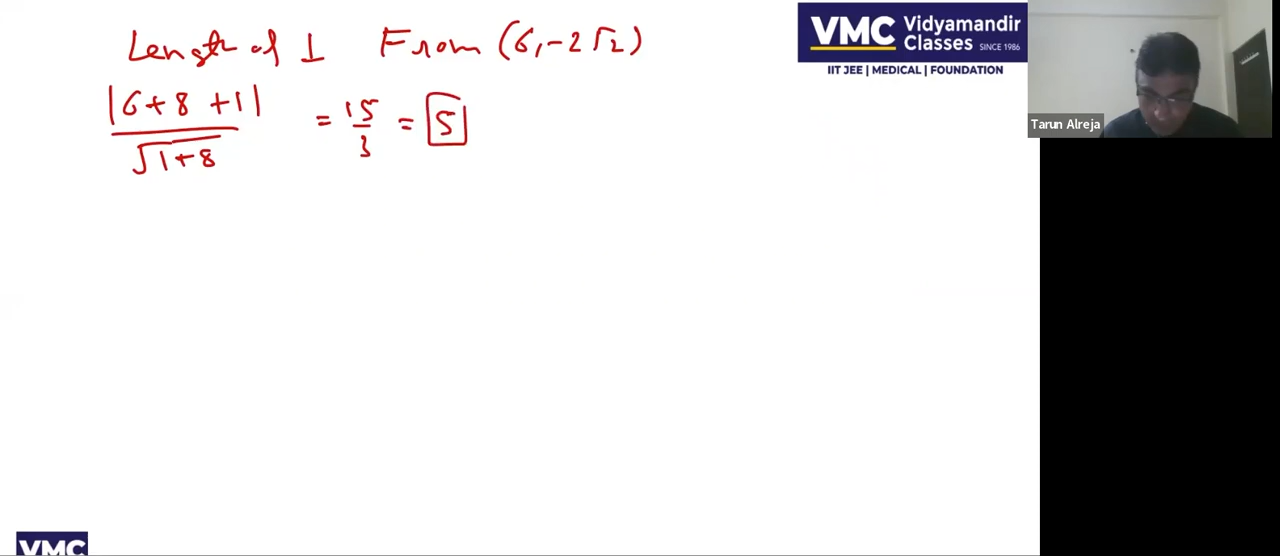 Length of ⊥ From (6, -2√2)
|6+8+1| / √1+8 = 15/3 = 5
VMC Vidyamandir Classes SINCE 1986
IIT JEE | MEDICAL | FOUNDATION
Tarun Alreja
VMC